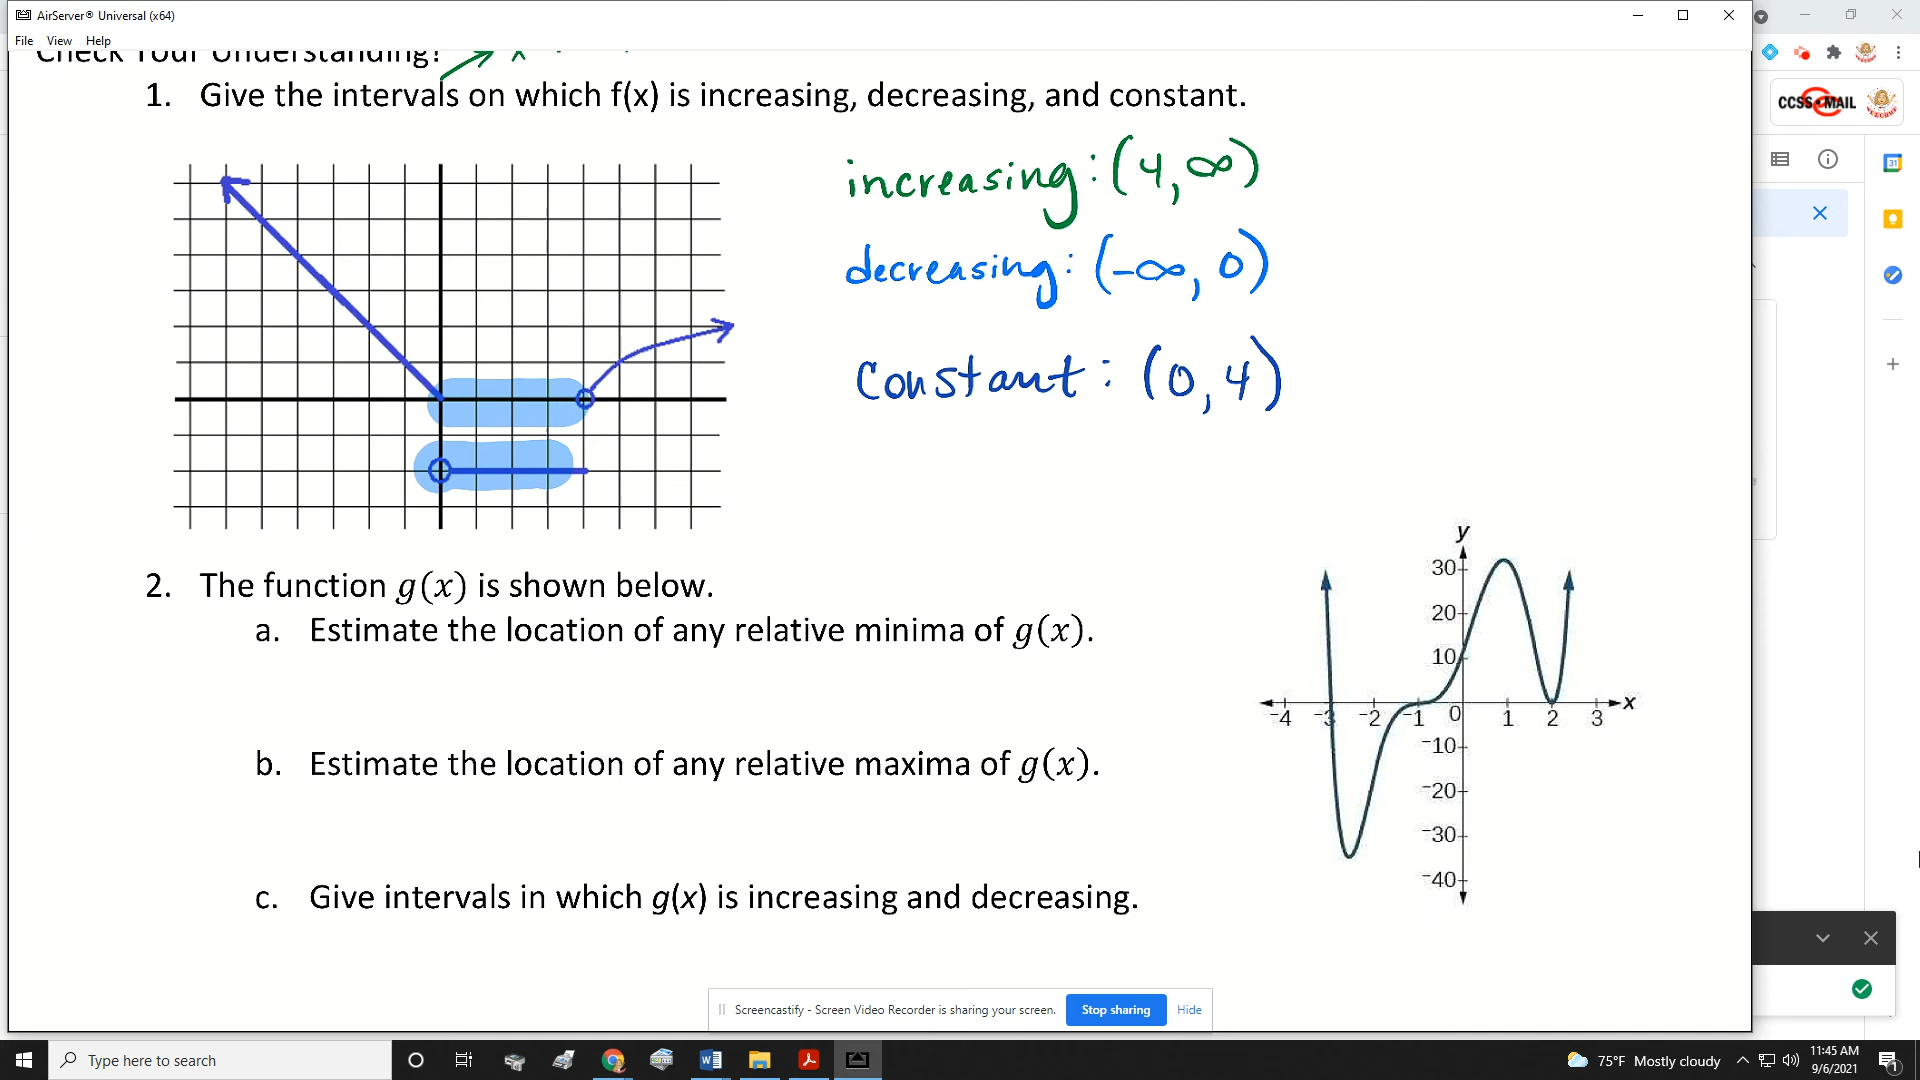 AirServer® Universal (x64)
File View Help
Check Your Understanding!
1. Give the intervals on which f(x) is increasing, decreasing, and constant.
increasing: (4, ∞)
decreasing: (-∞, 0)
Constant: (0, 4)
2. The function g(x) is shown below.
a. Estimate the location of any relative minima of g(x).
b. Estimate the location of any relative maxima of g(x).
c. Give intervals in which g(x) is increasing and decreasing.
y
30
20
10
-4 -3 -2 -1 0 1 2 3 x
-10
-20
-30
-40
CCSS MAIL
31
|| Screencastify - Screen Video Recorder is sharing your screen. Stop sharing Hide
Type here to search
75°F Mostly cloudy
11:45 AM
9/6/2021
1